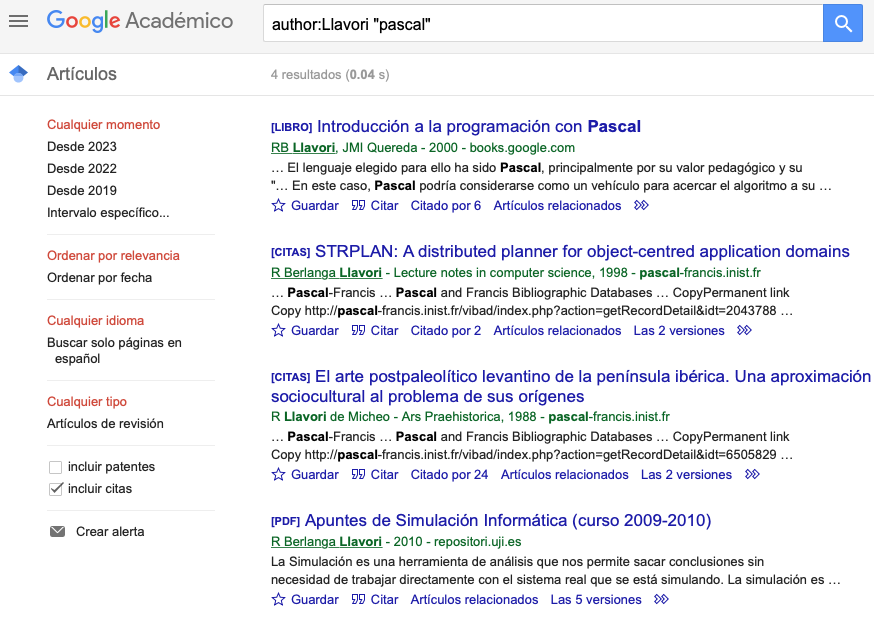 Google Académico
author:Llavori "pascal"
Artículos
4 resultados (0.04 s)
Cualquier momento
Desde 2023
Desde 2022
Desde 2019
Intervalo específico...
Ordenar por relevancia
Ordenar por fecha
Cualquier idioma
Buscar solo páginas en
español
Cualquier tipo
Artículos de revisión
incluir patentes
incluir citas
Crear alerta
[LIBRO] Introducción a la programación con Pascal
RB Llavori, JMI Quereda - 2000 - books.google.com
… El lenguaje elegido para ello ha sido Pascal, principalmente por su valor pedagógico y su
"… En este caso, Pascal podría considerarse como un vehículo para acercar el algoritmo a su …
Guardar Citar Citado por 6 Artículos relacionados
[CITAS] STRPLAN: A distributed planner for object-centred application domains
R Berlanga Llavori - Lecture notes in computer science, 1998 - pascal-francis.inist.fr
… Pascal-Francis … Pascal and Francis Bibliographic Databases … CopyPermanent link
Copy http://pascal-francis.inist.fr/vibad/index.php?action=getRecordDetail&idt=2043788 …
Guardar Citar Citado por 2 Artículos relacionados Las 2 versiones
[CITAS] El arte postpaleolítico levantino de la península ibérica. Una aproximación
sociocultural al problema de sus orígenes
R Llavori de Micheo - Ars Praehistorica, 1988 - pascal-francis.inist.fr
… Pascal-Francis … Pascal and Francis Bibliographic Databases … CopyPermanent link
Copy http://pascal-francis.inist.fr/vibad/index.php?action=getRecordDetail&idt=6505829 …
Guardar Citar Citado por 24 Artículos relacionados Las 2 versiones
[PDF] Apuntes de Simulación Informática (curso 2009-2010)
R Berlanga Llavori - 2010 - repositori.uji.es
La Simulación es una herramienta de análisis que nos permite sacar conclusiones sin
necesidad de trabajar directamente con el sistema real que se está simulando. La simulación es …
Guardar Citar Artículos relacionados Las 5 versiones